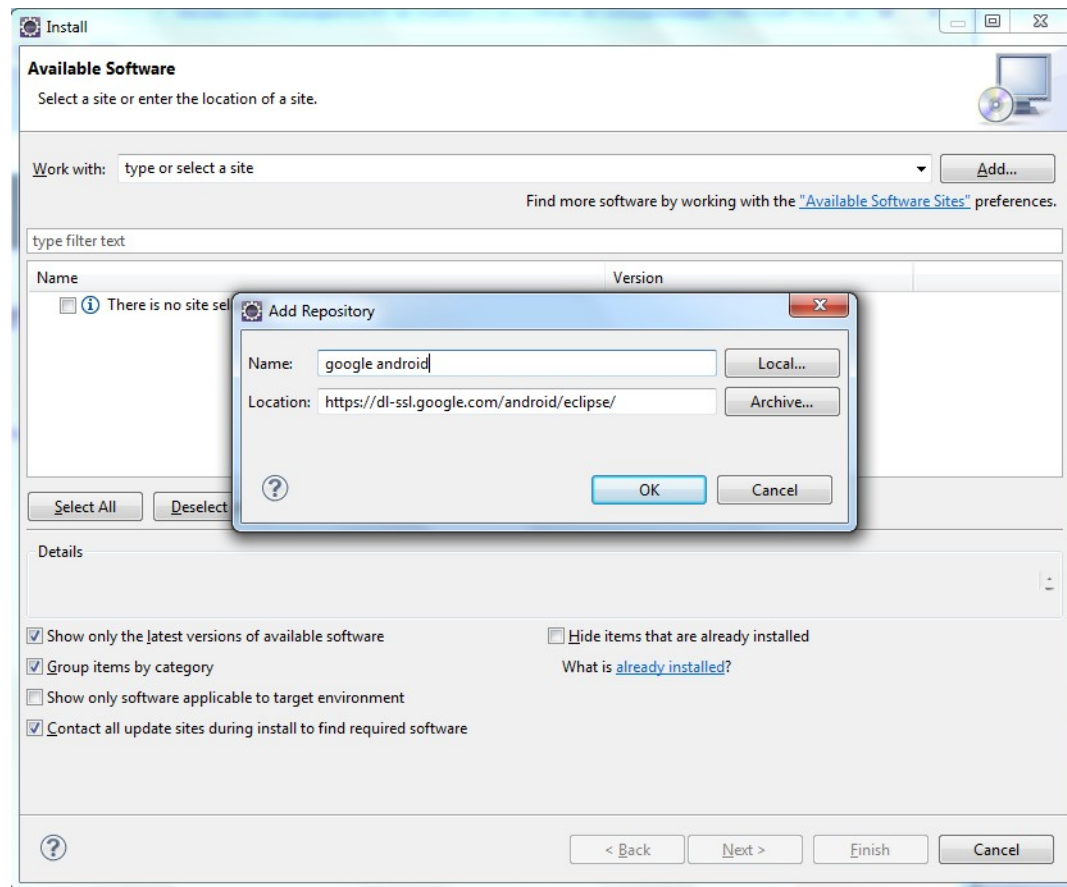 Install
Available Software
Select a site or enter the location of a site.
Work with: type or select a site Add...
Find more software by working with the "Available Software Sites" preferences.
type filter text
Name Version
There is no site sel
Add Repository
Name: google android Local...
Location: https://dl-ssl.google.com/android/eclipse/ Archive...
OK Cancel
Select All Deselect
Details
Show only the latest versions of available software Hide items that are already installed
Group items by category What is already installed?
Show only software applicable to target environment
Contact all update sites during install to find required software
< Back Next > Finish Cancel